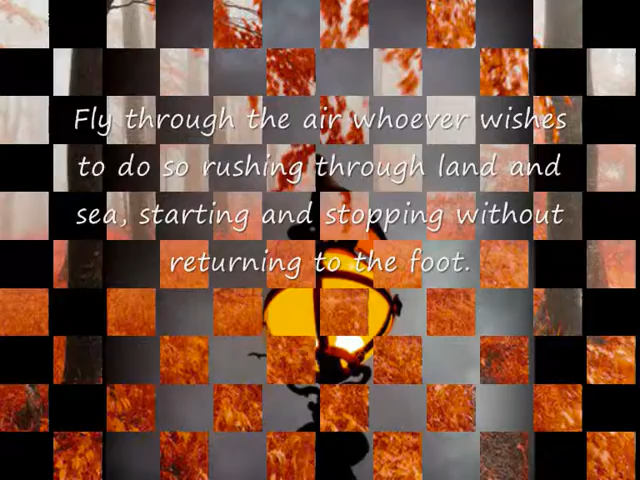 Fly through the air whoever wishes
to do so rushing through land and
sea, starting and stopping without
returning to the foot.